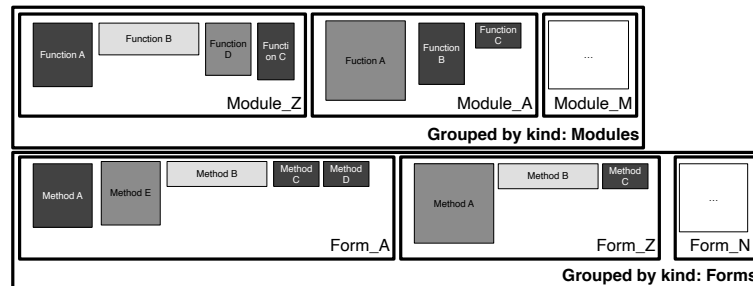 Function A
Function B
Function
D
Functi
on C
Module_Z
Fuction A
Function
B
Function
C
Module_A
...
Module_M
Grouped by kind: Modules
Method A
Method E
Method B
Method
C
Method
D
Form_A
Method A
Method B
Method
C
Form_Z
...
Form_N
Grouped by kind: Forms